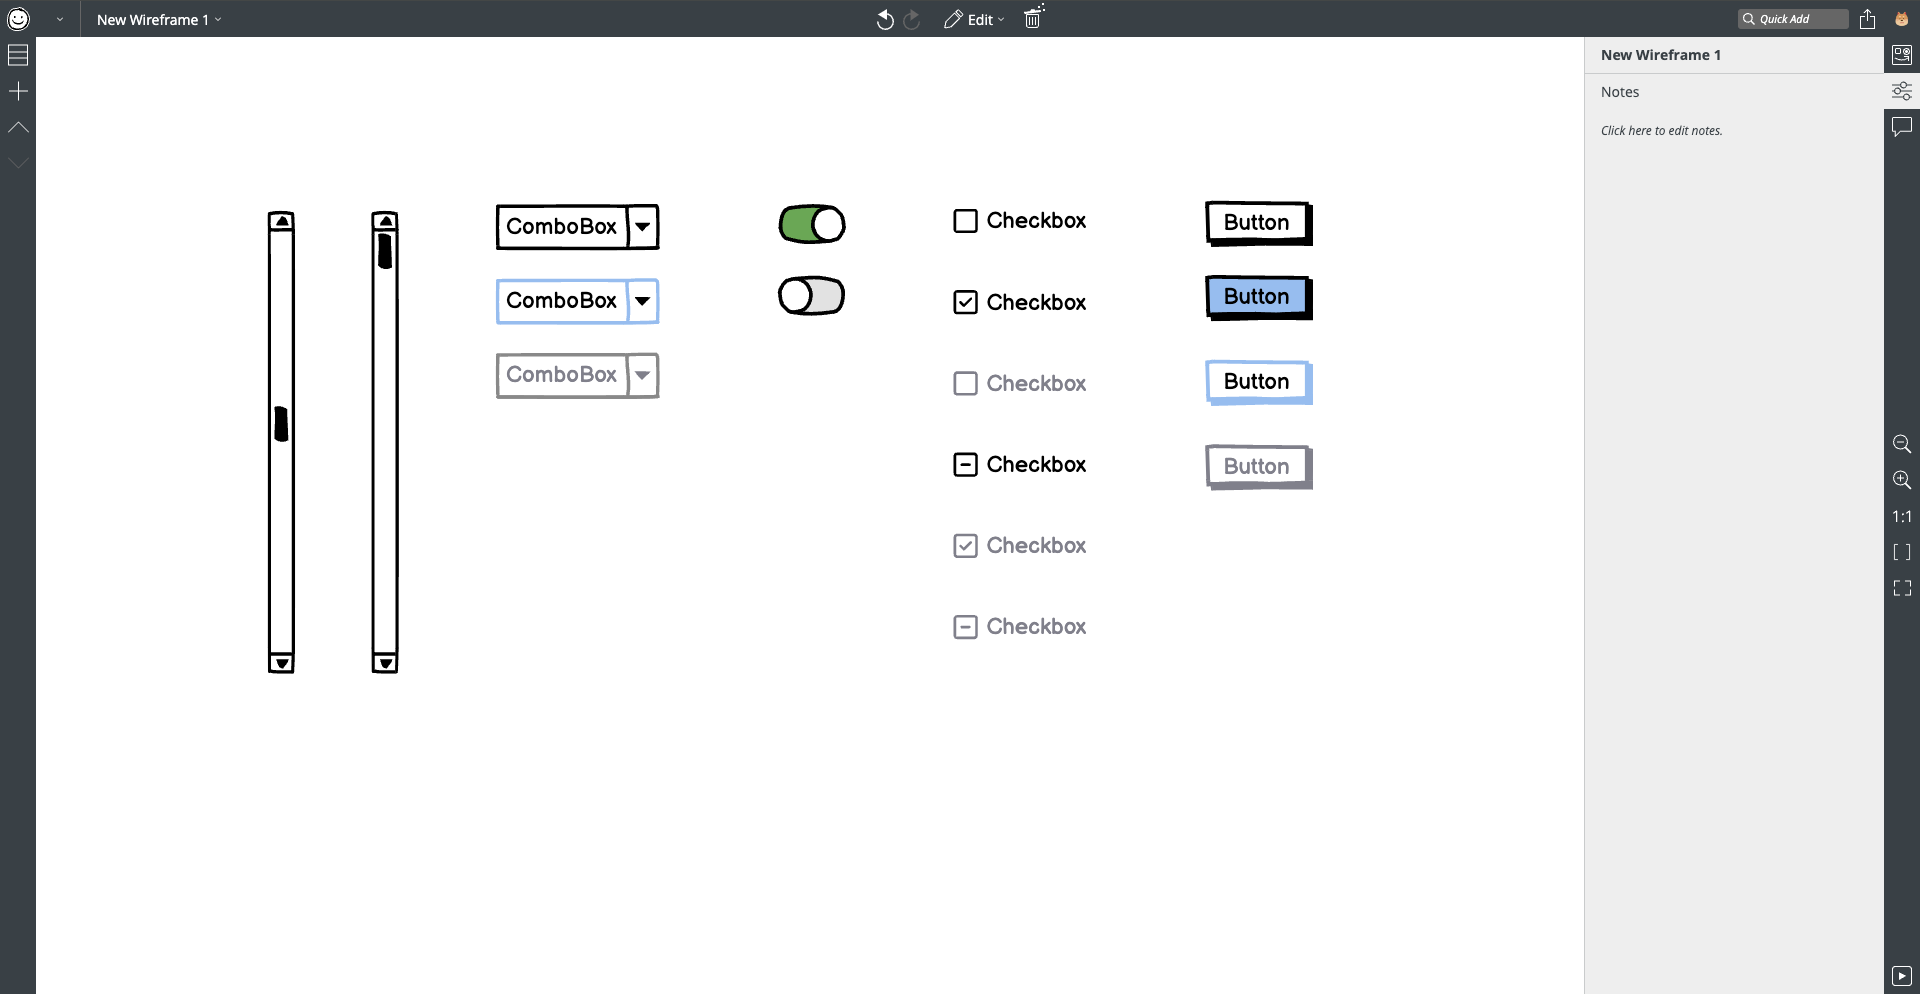 New Wireframe 1
Edit
Quick Add
New Wireframe 1
Notes
Click here to edit notes.
ComboBox
ComboBox
ComboBox
Checkbox
Checkbox
Checkbox
Checkbox
Checkbox
Checkbox
Button
Button
Button
Button
1:1